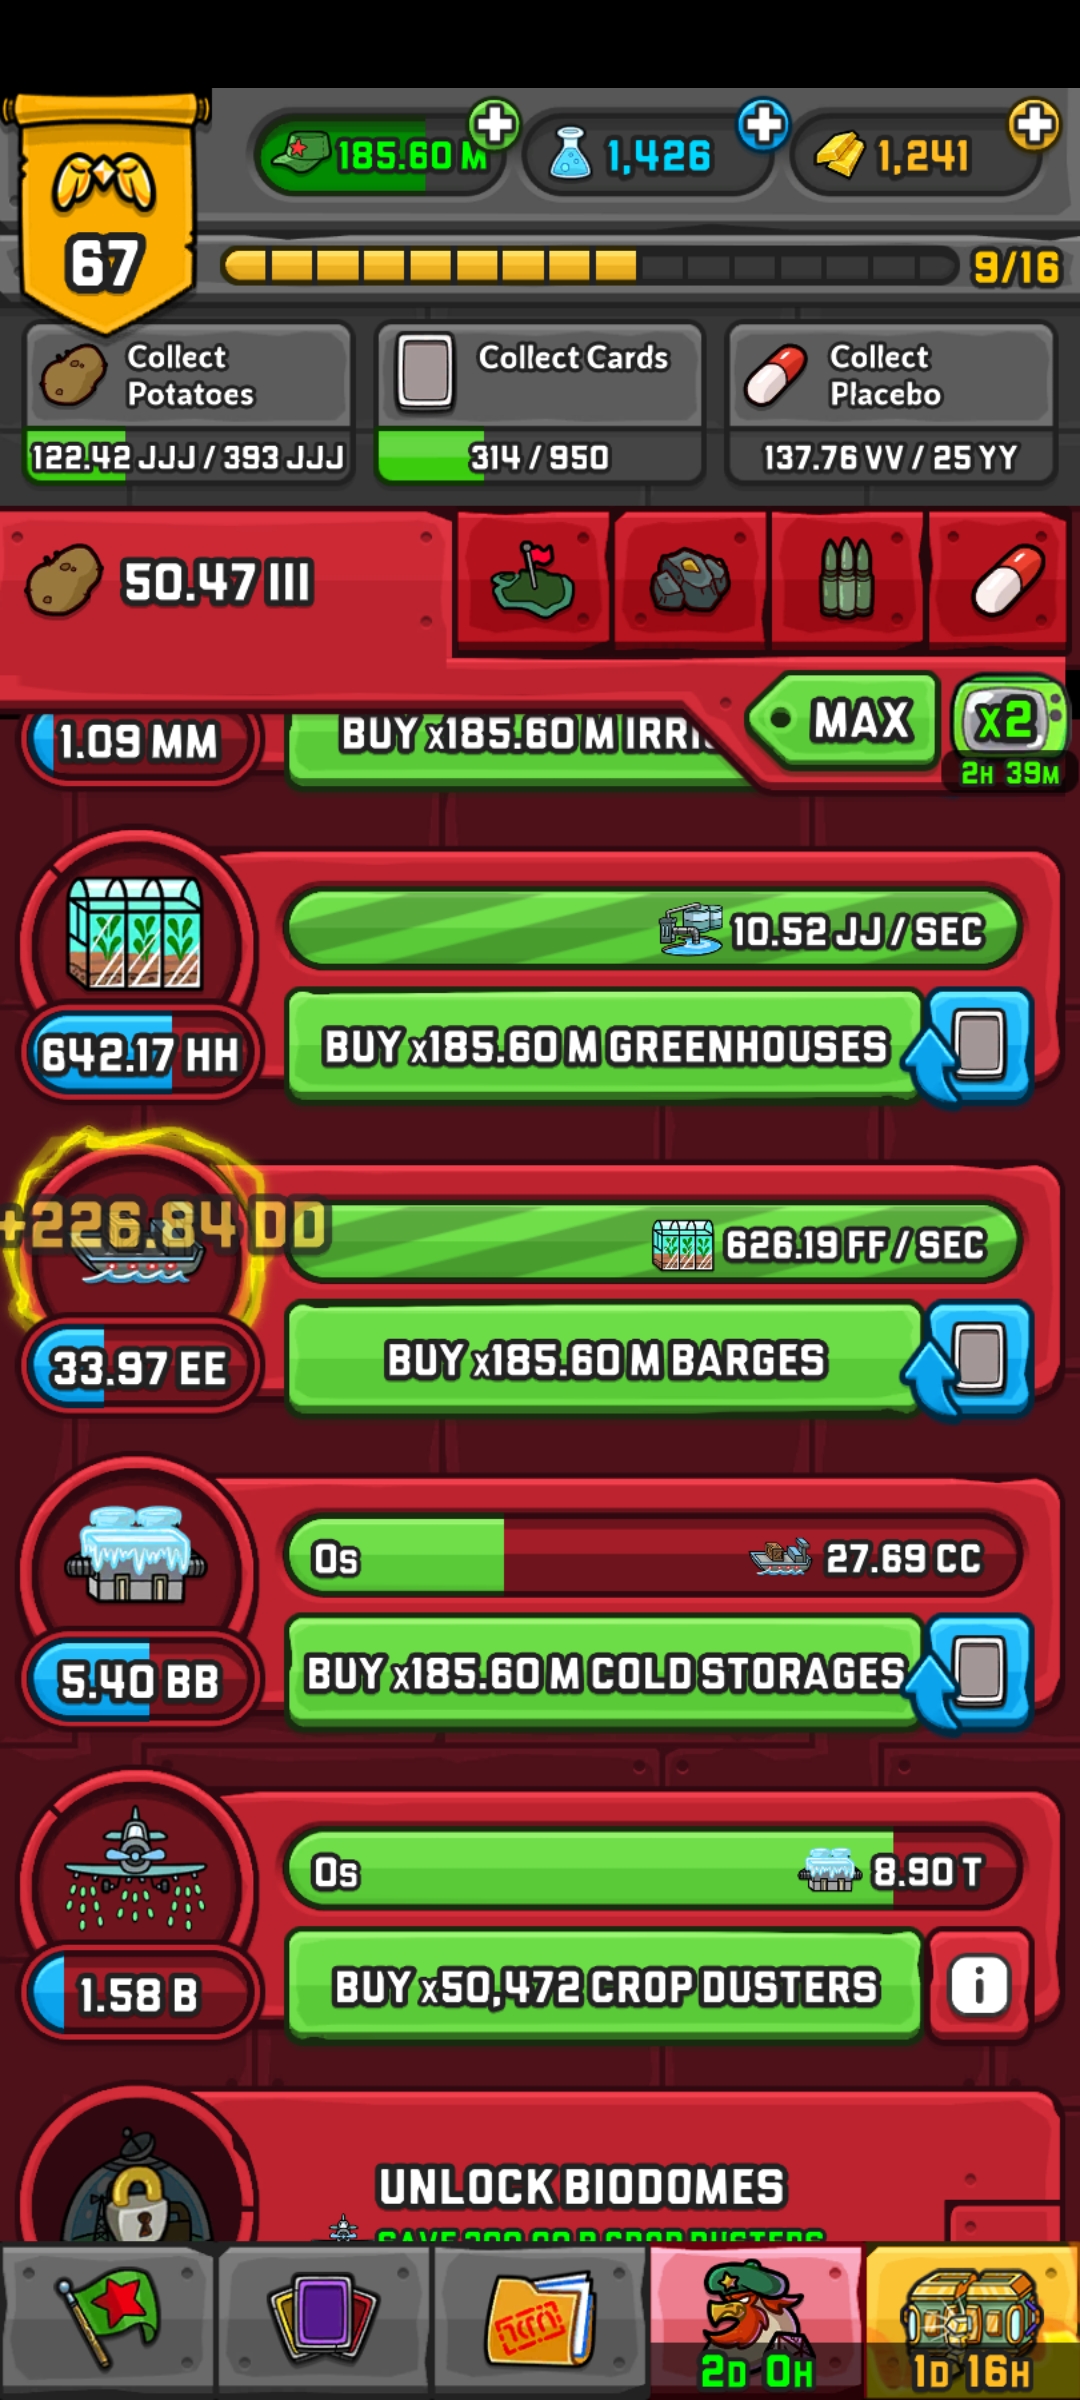 185.60 M
1,426
1,241
67
9/16
Collect Potatoes
122.42 JJJ / 393 JJJ
Collect Cards
314 / 950
Collect Placebo
137.76 VV / 25 YY
50.47 III
MAX
x2
2H 39M
1.09 MM
BUY x185.60 M
10.52 JJ / SEC
642.17 HH
BUY x185.60 M GREENHOUSES
+226.84 DD
626.19 FF / SEC
33.97 EE
BUY x185.60 M BARGES
0s
27.69 CC
5.40 BB
BUY x185.60 M COLD STORAGES
0s
8.90 T
1.58 B
BUY x50,472 CROP DUSTERS
i
UNLOCK BIODOMES
CROP DUSTERS
2D 0H
1D 16H